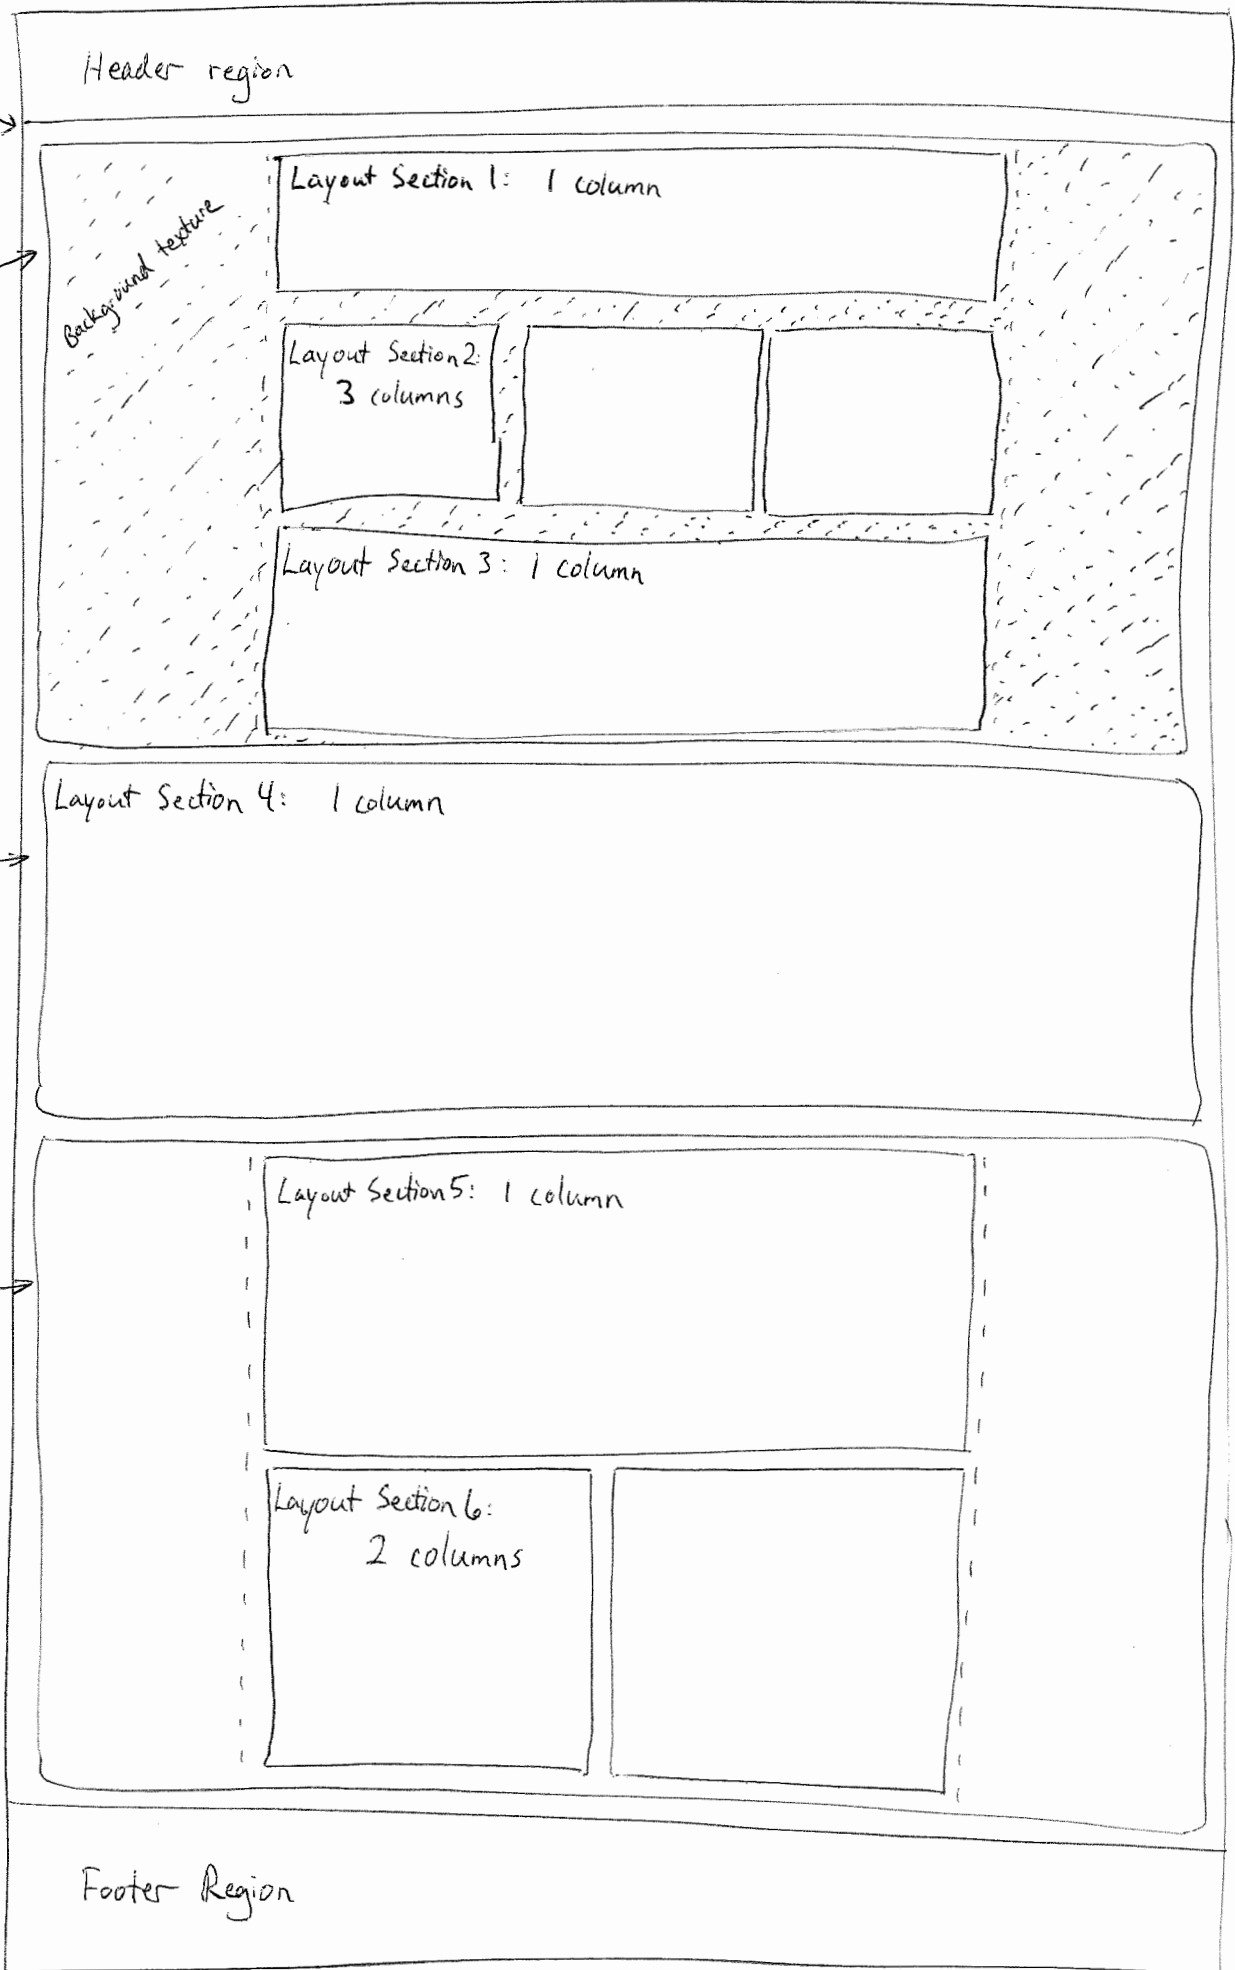 Header region
Background texture
Layout Section 1: 1 column
Layout Section 2:
3 columns
Layout Section 3: 1 column
Layout Section 4: 1 column
Layout Section 5: 1 column
Layout Section 6:
2 columns
Footer Region